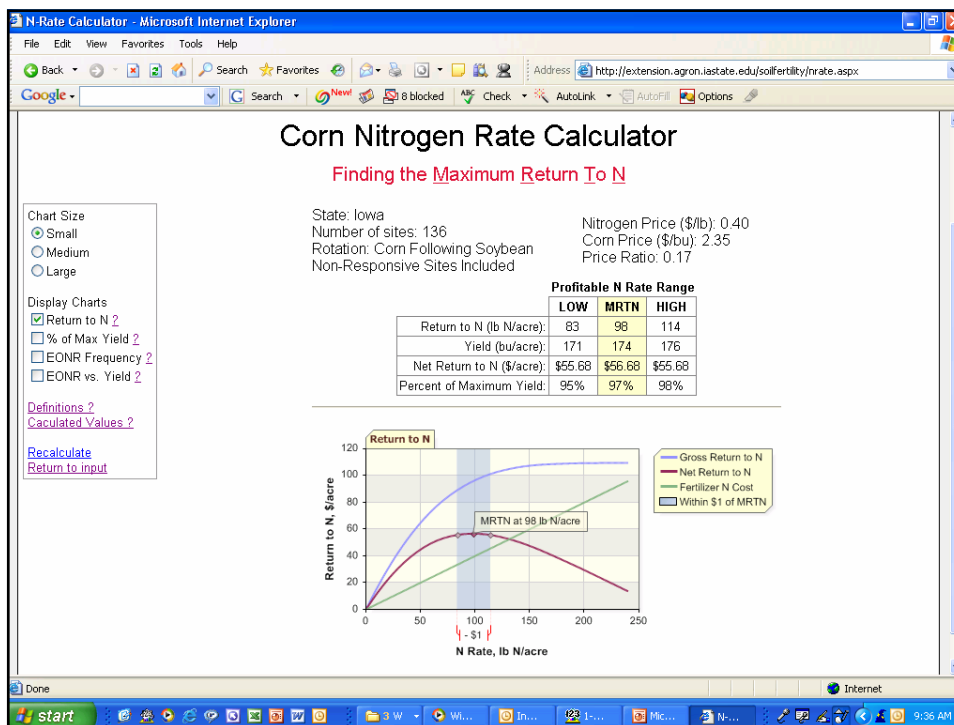 N-Rate Calculator - Microsoft Internet Explorer
File Edit View Favorites Tools Help
Back Search Favorites Address http://extension.agron.iastate.edu/soilfertility/nrate.aspx
Google Search New! 8 blocked ABC Check AutoLink AutoFill Options
Corn Nitrogen Rate Calculator
Finding the Maximum Return To N
Chart Size
Small
Medium
Large
Display Charts
Return to N ?
% of Max Yield ?
EONR Frequency ?
EONR vs. Yield ?
Definitions ?
Caculated Values ?
Recalculate
Return to input
State: Iowa
Number of sites: 136
Rotation: Corn Following Soybean
Non-Responsive Sites Included
Nitrogen Price ($/lb): 0.40
Corn Price ($/bu): 2.35
Price Ratio: 0.17
Profitable N Rate Range
LOW MRTN HIGH
Return to N (lb N/acre): 83 98 114
Yield (bu/acre): 171 174 176
Net Return to N ($/acre): $55.68 $56.68 $55.68
Percent of Maximum Yield: 95% 97% 98%
Return to N
Return to N, $/acre
120
100
80
60
40
20
0
MRTN at 98 lb N/acre
0 50 100 150 200 250
- $1
N Rate, lb N/acre
Gross Return to N
Net Return to N
Fertilizer N Cost
Within $1 of MRTN
Done Internet
start 3 W Wi... In... 1-... Mic... N-... 9:36 AM